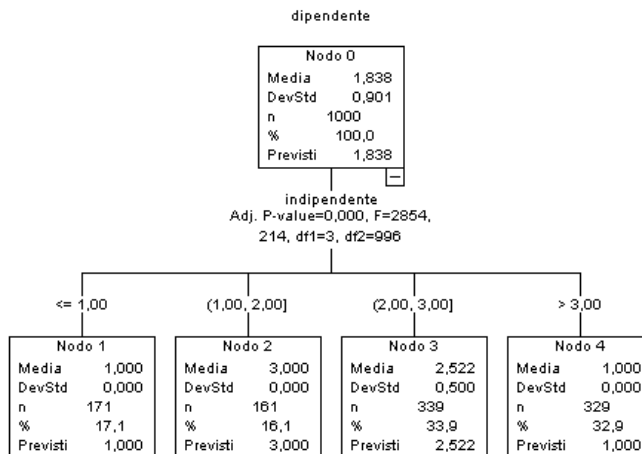 dipendente
Nodo 0
Media 1,838
DevStd 0,901
n 1000
% 100,0
Previsti 1,838
indipendente
Adj. P-value=0,000, F=2854,
214, df1=3, df2=996
<= 1,00
(1,00, 2,00]
(2,00, 3,00]
> 3,00
Nodo 1
Media 1,000
DevStd 0,000
n 171
% 17,1
Previsti 1,000
Nodo 2
Media 3,000
DevStd 0,000
n 161
% 16,1
Previsti 3,000
Nodo 3
Media 2,522
DevStd 0,500
n 339
% 33,9
Previsti 2,522
Nodo 4
Media 1,000
DevStd 0,000
n 329
% 32,9
Previsti 1,000